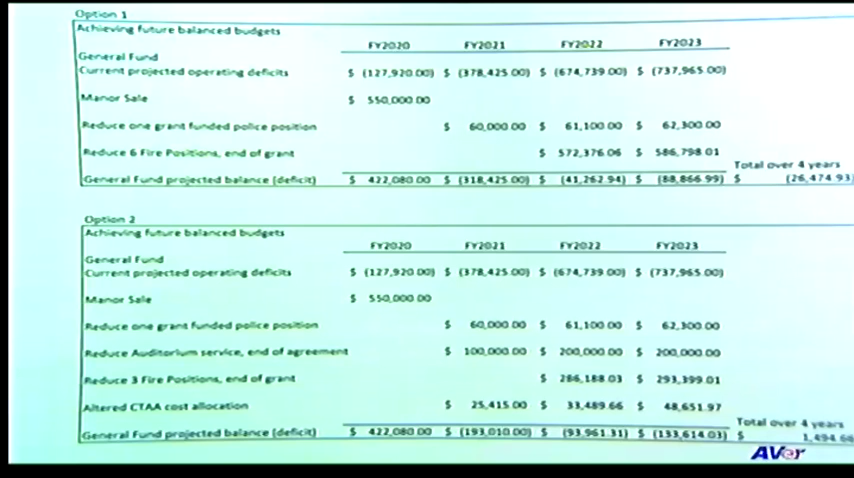 Option 1
Achieving future balanced budgets
FY2020 FY2021 FY2022 FY2023
General Fund
Current projected operating deficits $ (127,920.00) $ (378,425.00) $ (674,739.00) $ (737,965.00)
Manor Sale $ 550,000.00
Reduce one grant funded police position $ 60,000.00 $ 61,100.00 $ 62,300.00
Reduce 6 Fire Positions, end of grant $ 572,376.06 $ 586,798.01
Total over 4 years
General Fund projected balance (deficit) $ 422,080.00 $ (318,425.00) $ (41,262.94) $ (88,866.99) $ (26,474.93)
Option 2
Achieving future balanced budgets
FY2020 FY2021 FY2022 FY2023
General Fund
Current projected operating deficits $ (127,920.00) $ (378,425.00) $ (674,739.00) $ (737,965.00)
Manor Sale $ 550,000.00
Reduce one grant funded police position $ 60,000.00 $ 61,100.00 $ 62,300.00
Reduce Auditorium service, end of agreement $ 100,000.00 $ 200,000.00 $ 200,000.00
Reduce 3 Fire Positions, end of grant $ 286,188.03 $ 293,399.01
Altered CTAA cost allocation $ 25,415.00 $ 33,489.66 $ 48,651.97
Total over 4 years
General Fund projected balance (deficit) $ 422,080.00 $ (193,010.00) $ (93,961.31) $ (133,614.03) $ 1,494.66
AVer